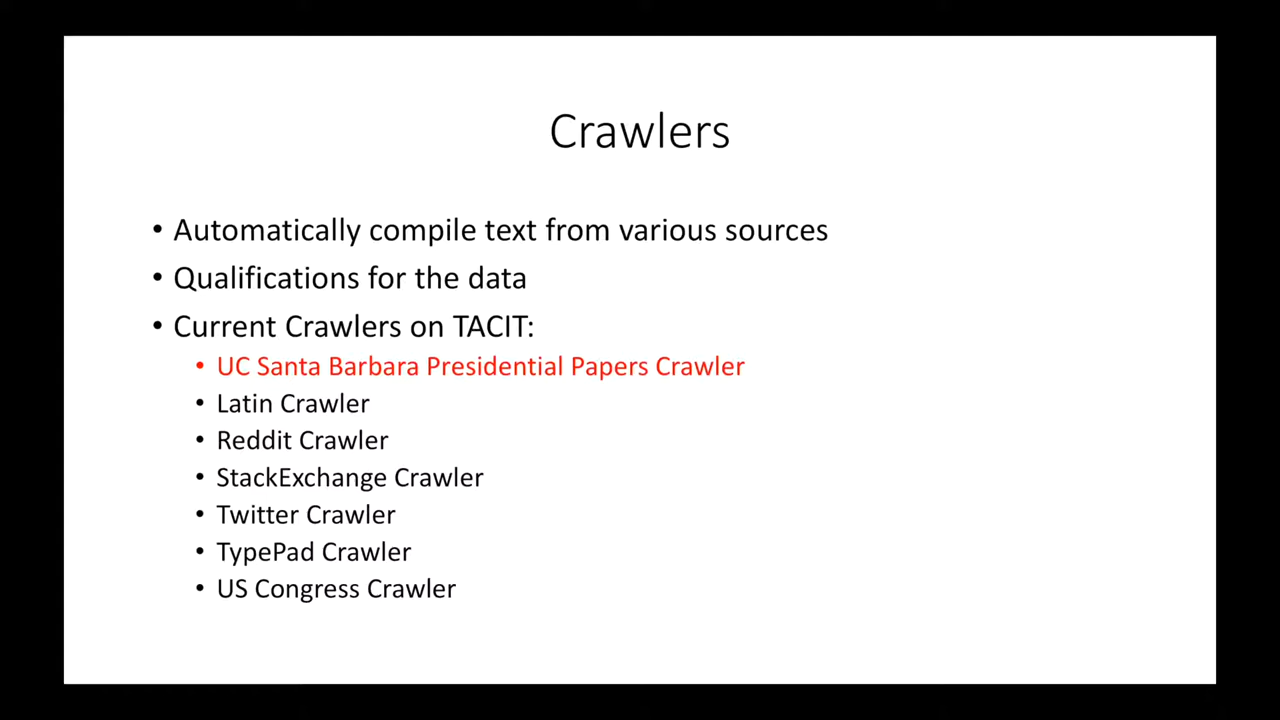 Crawlers
• Automatically compile text from various sources
• Qualifications for the data
• Current Crawlers on TACIT:
• UC Santa Barbara Presidential Papers Crawler
• Latin Crawler
• Reddit Crawler
• StackExchange Crawler
• Twitter Crawler
• TypePad Crawler
• US Congress Crawler